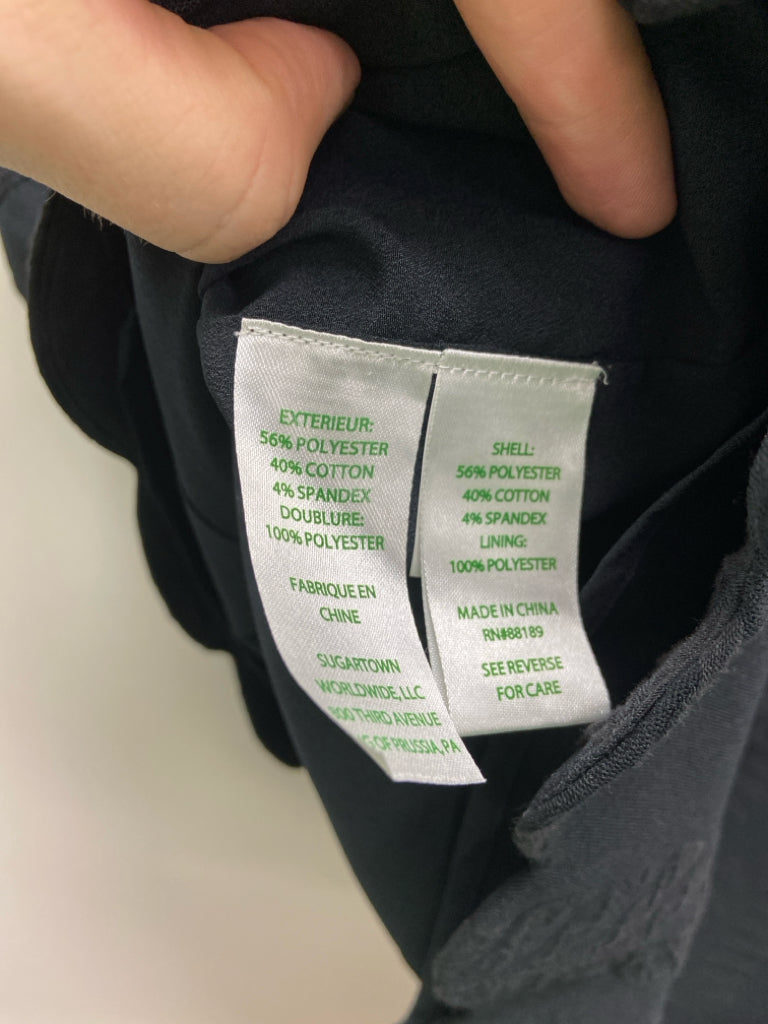 EXTERIEUR:
56% POLYESTER
40% COTTON
4% SPANDEX
DOUBLURE:
100% POLYESTER
FABRIQUE EN
CHINE
SUGARTOWN
WORLDWIDE, LLC
800 THIRD AVENUE
G OF PRUSSIA, PA
SHELL:
56% POLYESTER
40% COTTON
4% SPANDEX
LINING:
100% POLYESTER
MADE IN CHINA
RN#88189
SEE REVERSE
FOR CARE